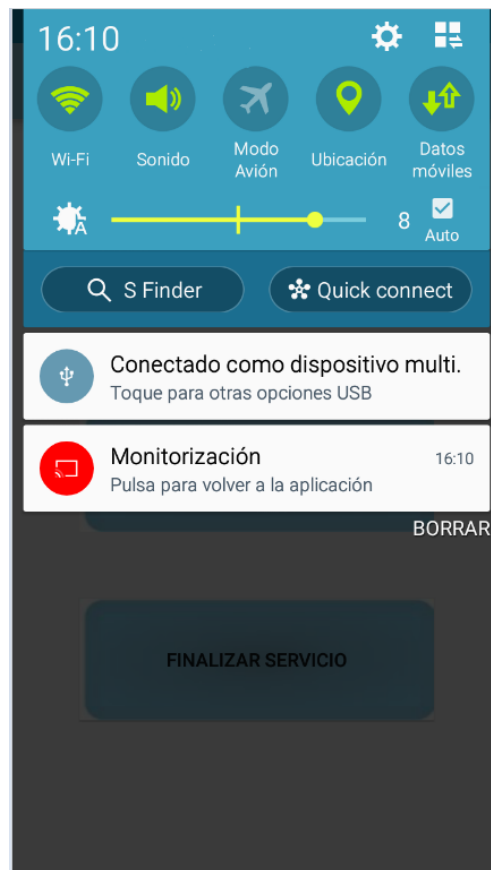 16:10
Wi-Fi
Sonido
Modo
Avión
Ubicación
Datos
móviles
A
8
Auto
S Finder
Quick connect
Conectado como dispositivo multi.
Toque para otras opciones USB
Monitorización
16:10
Pulsa para volver a la aplicación
BORRAR
FINALIZAR SERVICIO